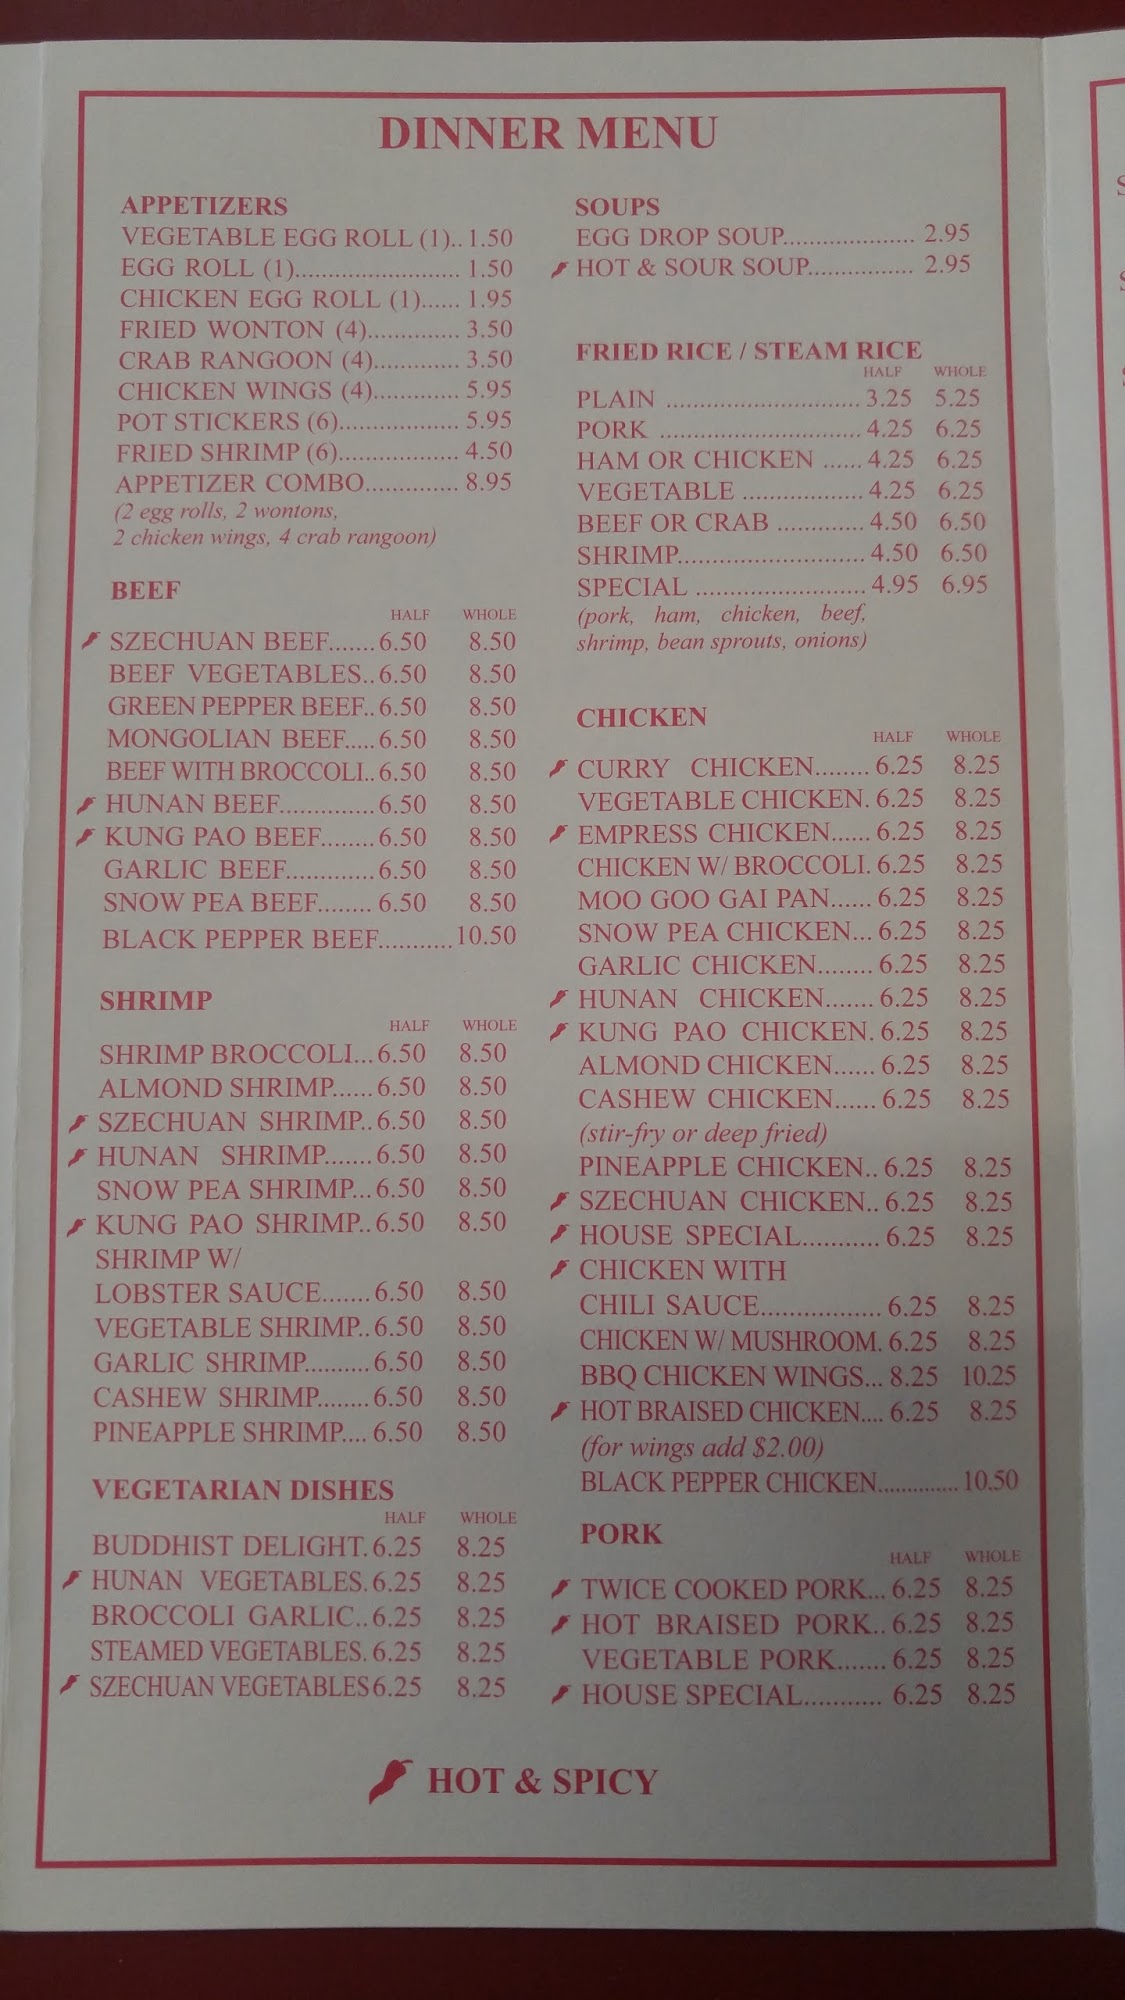 DINNER MENU
APPETIZERS
VEGETABLE EGG ROLL (1).. 1.50
EGG ROLL (1)........................ 1.50
CHICKEN EGG ROLL (1)...... 1.95
FRIED WONTON (4).............. 3.50
CRAB RANGOON (4)............. 3.50
CHICKEN WINGS (4)............. 5.95
POT STICKERS (6).................. 5.95
FRIED SHRIMP (6).................. 4.50
APPETIZER COMBO.............. 8.95
(2 egg rolls, 2 wontons,
2 chicken wings, 4 crab rangoon)
BEEF
HALF WHOLE
SZECHUAN BEEF.......6.50 8.50
BEEF VEGETABLES..6.50 8.50
GREEN PEPPER BEEF..6.50 8.50
MONGOLIAN BEEF.....6.50 8.50
BEEF WITH BROCCOLI..6.50 8.50
HUNAN BEEF..............6.50 8.50
KUNG PAO BEEF........6.50 8.50
GARLIC BEEF.............6.50 8.50
SNOW PEA BEEF........ 6.50 8.50
BLACK PEPPER BEEF...........10.50
SHRIMP
HALF WHOLE
SHRIMP BROCCOLI...6.50 8.50
ALMOND SHRIMP......6.50 8.50
SZECHUAN SHRIMP..6.50 8.50
HUNAN SHRIMP.......6.50 8.50
SNOW PEA SHRIMP...6.50 8.50
KUNG PAO SHRIMP..6.50 8.50
SHRIMP W/
LOBSTER SAUCE.......6.50 8.50
VEGETABLE SHRIMP..6.50 8.50
GARLIC SHRIMP..........6.50 8.50
CASHEW SHRIMP........6.50 8.50
PINEAPPLE SHRIMP.... 6.50 8.50
VEGETARIAN DISHES
HALF WHOLE
BUDDHIST DELIGHT.6.25 8.25
HUNAN VEGETABLES.6.25 8.25
BROCCOLI GARLIC..6.25 8.25
STEAMED VEGETABLES.6.25 8.25
SZECHUAN VEGETABLES6.25 8.25
SOUPS
EGG DROP SOUP.................... 2.95
HOT & SOUR SOUP................ 2.95
FRIED RICE / STEAM RICE
HALF WHOLE
PLAIN ............................. 3.25 5.25
PORK .............................. 4.25 6.25
HAM OR CHICKEN ...... 4.25 6.25
VEGETABLE .................. 4.25 6.25
BEEF OR CRAB ............. 4.50 6.50
SHRIMP............................ 4.50 6.50
SPECIAL ......................... 4.95 6.95
(pork, ham, chicken, beef,
shrimp, bean sprouts, onions)
CHICKEN
HALF WHOLE
CURRY CHICKEN........ 6.25 8.25
VEGETABLE CHICKEN. 6.25 8.25
EMPRESS CHICKEN...... 6.25 8.25
CHICKEN W/ BROCCOLI. 6.25 8.25
MOO GOO GAI PAN...... 6.25 8.25
SNOW PEA CHICKEN... 6.25 8.25
GARLIC CHICKEN........ 6.25 8.25
HUNAN CHICKEN....... 6.25 8.25
KUNG PAO CHICKEN. 6.25 8.25
ALMOND CHICKEN...... 6.25 8.25
CASHEW CHICKEN...... 6.25 8.25
(stir-fry or deep fried)
PINEAPPLE CHICKEN.. 6.25 8.25
SZECHUAN CHICKEN.. 6.25 8.25
HOUSE SPECIAL........... 6.25 8.25
CHICKEN WITH
CHILI SAUCE................. 6.25 8.25
CHICKEN W/ MUSHROOM. 6.25 8.25
BBQ CHICKEN WINGS... 8.25 10.25
HOT BRAISED CHICKEN.... 6.25 8.25
(for wings add $2.00)
BLACK PEPPER CHICKEN.............. 10.50
PORK
HALF WHOLE
TWICE COOKED PORK... 6.25 8.25
HOT BRAISED PORK.. 6.25 8.25
VEGETABLE PORK....... 6.25 8.25
HOUSE SPECIAL........... 6.25 8.25
HOT & SPICY